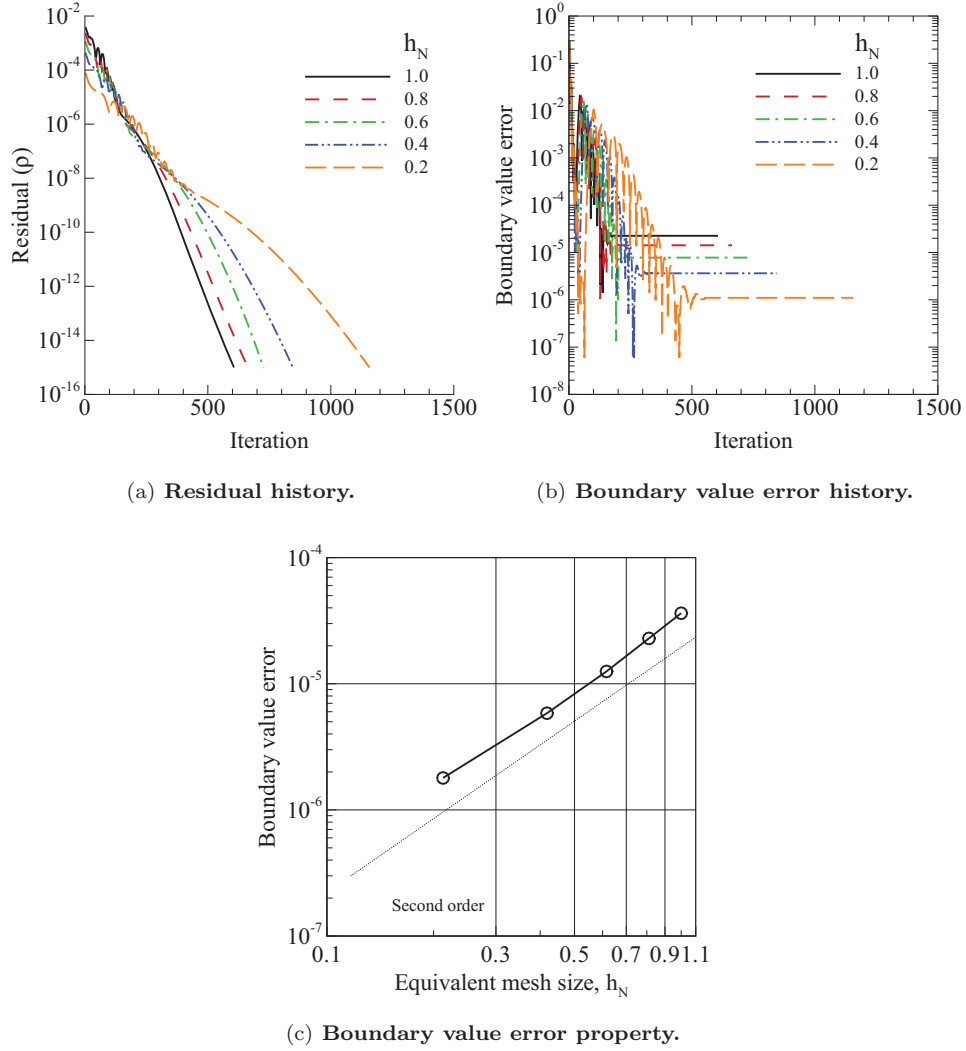 10^-2
10^-4
10^-6
10^-8
10^-10
10^-12
10^-14
10^-16
Residual (ρ)
0 500 1000 1500
Iteration
h_N
1.0
0.8
0.6
0.4
0.2
(a) Residual history.
10^0
10^-1
10^-2
10^-3
10^-4
10^-5
10^-6
10^-7
10^-8
Boundary value error
0 500 1000 1500
Iteration
h_N
1.0
0.8
0.6
0.4
0.2
(b) Boundary value error history.
10^-4
10^-5
10^-6
10^-7
Boundary value error
Second order
0.1 0.3 0.5 0.7 0.9 1.1
Equivalent mesh size, h_N
(c) Boundary value error property.